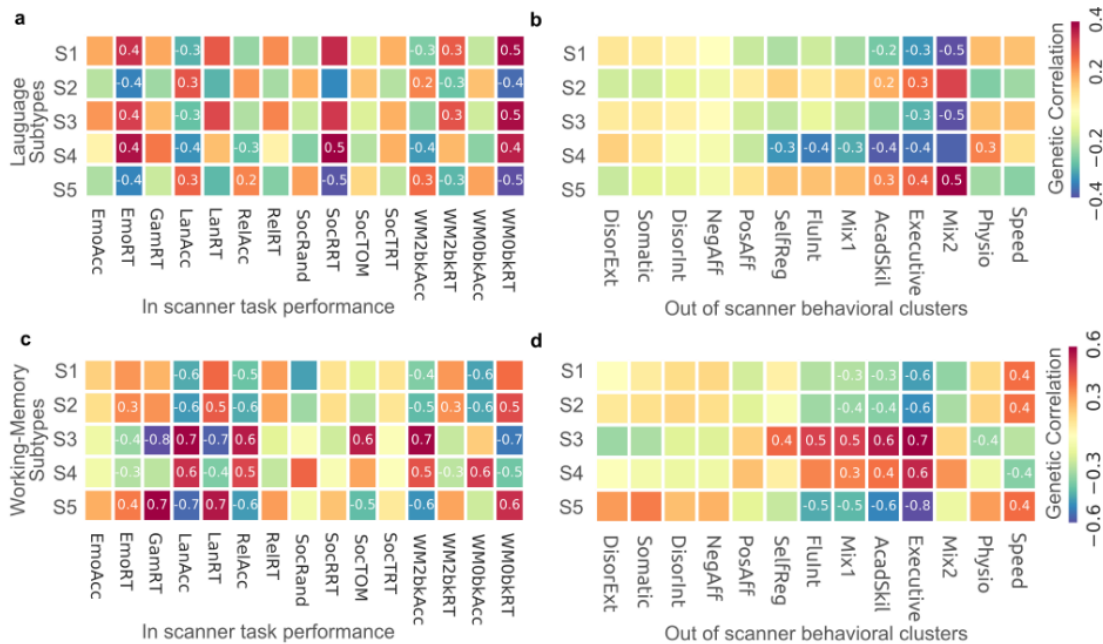 a
b
S1 0.4 -0.3 -0.3 0.3 0.5
S2 -0.4 0.3 0.2 -0.3 -0.4
S3 0.4 -0.3 0.3 0.5
S4 0.4 -0.4 -0.3 0.5 -0.4 0.4
S5 -0.4 0.3 0.2 -0.5 0.3 -0.3 -0.5
Lauguage
Subtypes
EmoAcc
EmoRT
GamRT
LanAcc
LanRT
RelAcc
RelRT
SocRand
SocRRT
SocTOM
SocTRT
WM2bkAcc
WM2bkRT
WM0bkAcc
WM0bkRT
In scanner task performance
-0.2 -0.3 -0.5
0.2 0.3
-0.3 -0.5
-0.3 -0.4 -0.3 -0.4 -0.4 0.3
0.3 0.4 0.5
DisorExt
Somatic
DisorInt
NegAff
PosAff
SelfReg
FluInt
Mix1
AcadSkil
Executive
Mix2
Physio
Speed
Out of scanner behavioral clusters
Genetic Correlation
0.4
0.2
0.0
−0.2
−0.4
c
d
S1 -0.6 -0.5 -0.4 -0.6
S2 0.3 -0.6 0.5 -0.6 -0.5 0.3 -0.4 0.5
S3 -0.4 -0.8 0.7 -0.7 0.6 0.6 0.7 -0.7
S4 -0.3 0.6 -0.4 0.5 0.5 -0.3 0.6 -0.5
S5 0.4 0.7 -0.7 0.7 -0.6 -0.5 -0.6 0.6
Working-Memory
Subtypes
EmoAcc
EmoRT
GamRT
LanAcc
LanRT
RelAcc
RelRT
SocRand
SocRRT
SocTOM
SocTRT
WM2bkAcc
WM2bkRT
WM0bkAcc
WM0bkRT
In scanner task performance
S1 -0.3 -0.3 -0.6 0.4
S2 -0.4 -0.4 -0.6 0.4
S3 0.4 0.5 0.5 0.6 0.7 -0.4
S4 0.3 0.4 0.6 -0.4
S5 -0.5 -0.5 -0.6 -0.8 0.4
DisorExt
Somatic
DisorInt
NegAff
PosAff
SelfReg
FluInt
Mix1
AcadSkil
Executive
Mix2
Physio
Speed
Out of scanner behavioral clusters
Genetic Correlation
0.6
0.3
0.0
−0.3
−0.6